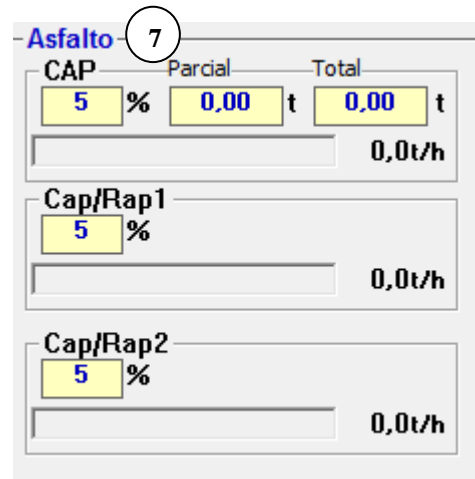 Asfalto 7
CAP Parcial Total
5 % 0,00 t 0,00 t
0,0t/h
Cap/Rap1
5 %
0,0t/h
Cap/Rap2
5 %
0,0t/h